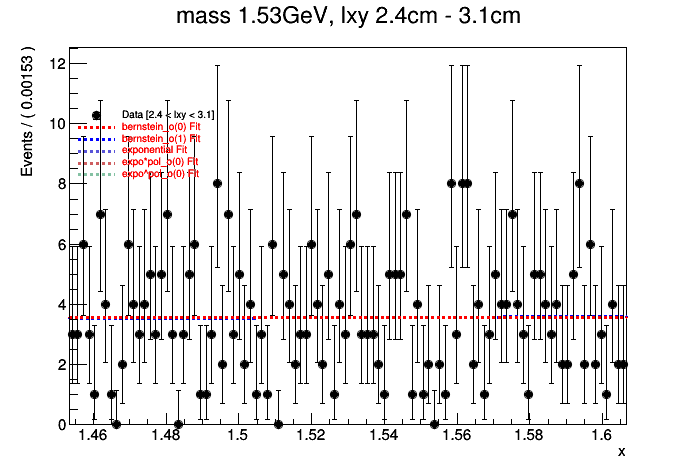 mass 1.53GeV, lxy 2.4cm - 3.1cm
Events / ( 0.00153 )
12
10
8
6
4
2
0
Data [2.4 < lxy < 3.1]
bernstein_o(0) Fit
bernstein_o(1) Fit
exponential Fit
expo*pol_o(0) Fit
expo^pol_o(0) Fit
1.46 1.48 1.5 1.52 1.54 1.56 1.58 1.6
x